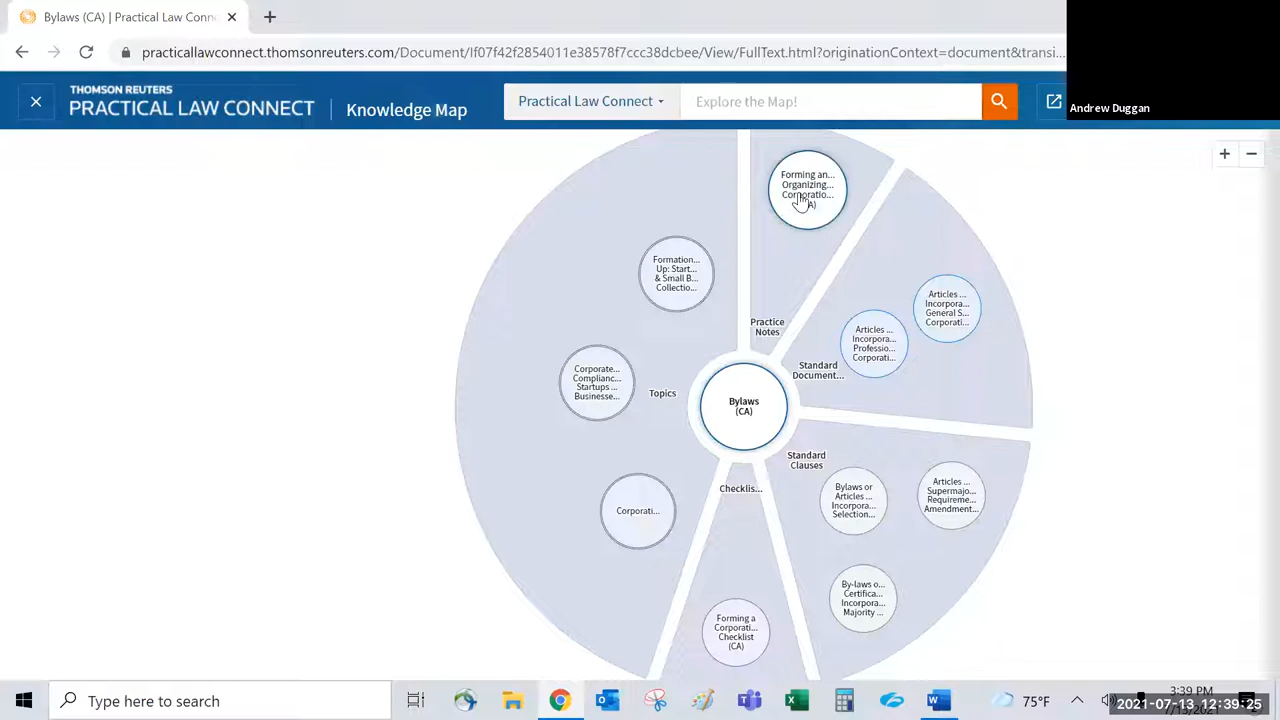 Bylaws (CA) | Practical Law Conn
practicallawconnect.thomsonreuters.com/Document/If07f42f2854011e38578f7ccc38dcbee/View/FullText.html?originationContext=document&transi...
THOMSON REUTERS
PRACTICAL LAW CONNECT
Knowledge Map
Practical Law Connect
Explore the Map!
Andrew Duggan
Forming an...
Organizing...
Corporatio...
Practice
Notes
Formation...
Up: Start...
& Small B...
Collectio...
Articles ...
Incorpora...
General S...
Corporati...
Articles ...
Incorpora...
Professio...
Corporati...
Standard
Document...
Corporate...
Complianc...
Startups ...
Businesse...
Topics
Bylaws
(CA)
Standard
Clauses
Checklis...
Bylaws or
Articles ...
Incorpora...
Selection...
Articles ...
Supermajo...
Requireme...
Amendment...
Corporati...
By-laws o...
Certifica...
Incorpora...
Majority ...
Forming a
Corporati...
Checklist
(CA)
Type here to search
75°F
3:39 PM
2021-07-13 12:39:25